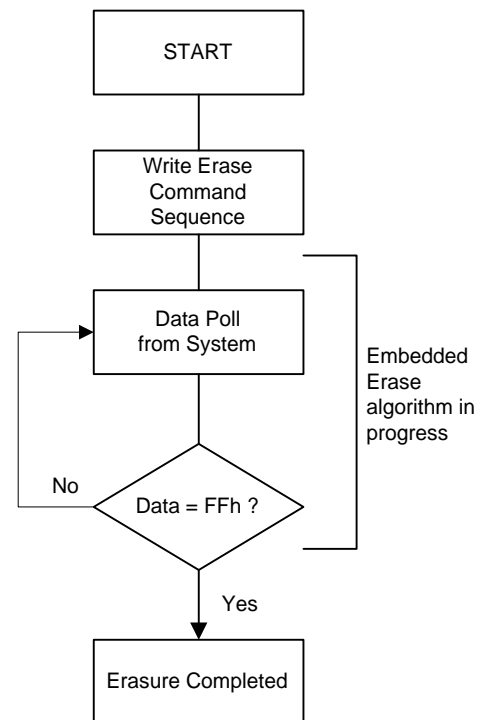 START
Write Erase
Command
Sequence
Data Poll
from System
Embedded
Erase
algorithm in
progress
No
Data = FFh ?
Yes
Erasure Completed